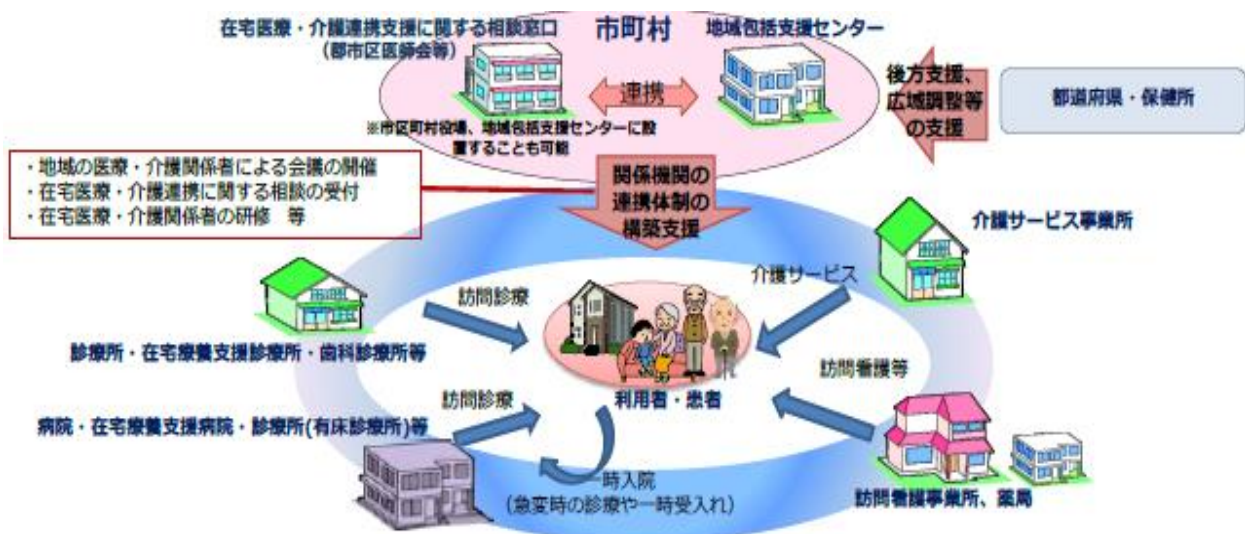 在宅医療・介護連携支援に関する相談窓口
（郡市区医師会等）
市町村
地域包括支援センター
連携
※市区町村役場、地域包括支援センターに設
置することも可能
後方支援、
広域調整等
の支援
都道府県・保健所
・地域の医療・介護関係者による会議の開催
・在宅医療・介護連携に関する相談の受付
・在宅医療・介護関係者の研修　等
関係機関の
連携体制の
構築支援
介護サービス事業所
介護サービス
訪問診療
診療所・在宅療養支援診療所・歯科診療所等
利用者・患者
訪問看護等
訪問診療
病院・在宅療養支援病院・診療所(有床診療所)等
一時入院
（急変時の診療や一時受入れ）
訪問看護事業所、薬局